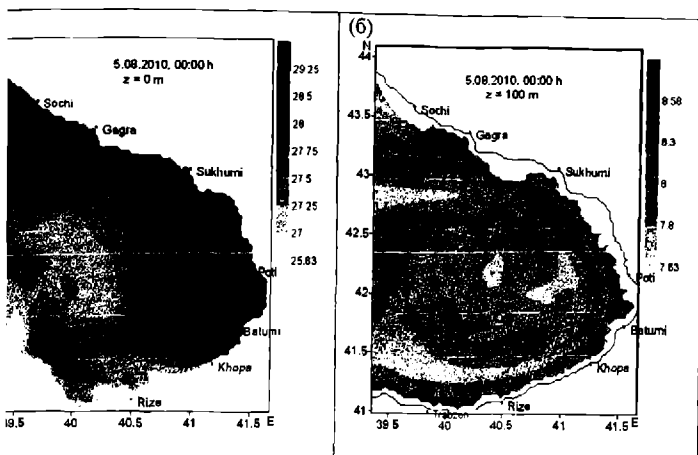 5.08.2010, 00:00 h
z = 0 m
29.25
28.5
28
27.75
27.5
27.25
27
25.83
Sochi
Gagra
Sukhumi
Poti
Batumi
Khopa
Rize
39.5 40 40.5 41 41.5 E
(б)
N
44
43.5
43
42.5
42
41.5
41
5.08.2010, 00:00 h
z = 100 m
8.58
8.3
8
7.8
7.63
Sochi
Gagra
Sukhumi
Poti
Batumi
Khopa
Rize
Trabzon
39.5 40 40.5 41 41.5 E